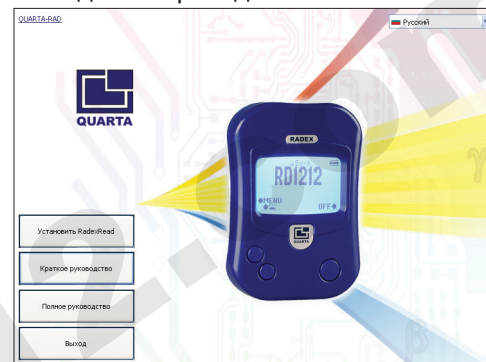 QUARTA-RAD
Русский
QUARTA
RADEX
RD1212
MENU
OFF
QUARTA
Установить RadexRead
Краткое руководство
Полное руководство
Выход
γ
β